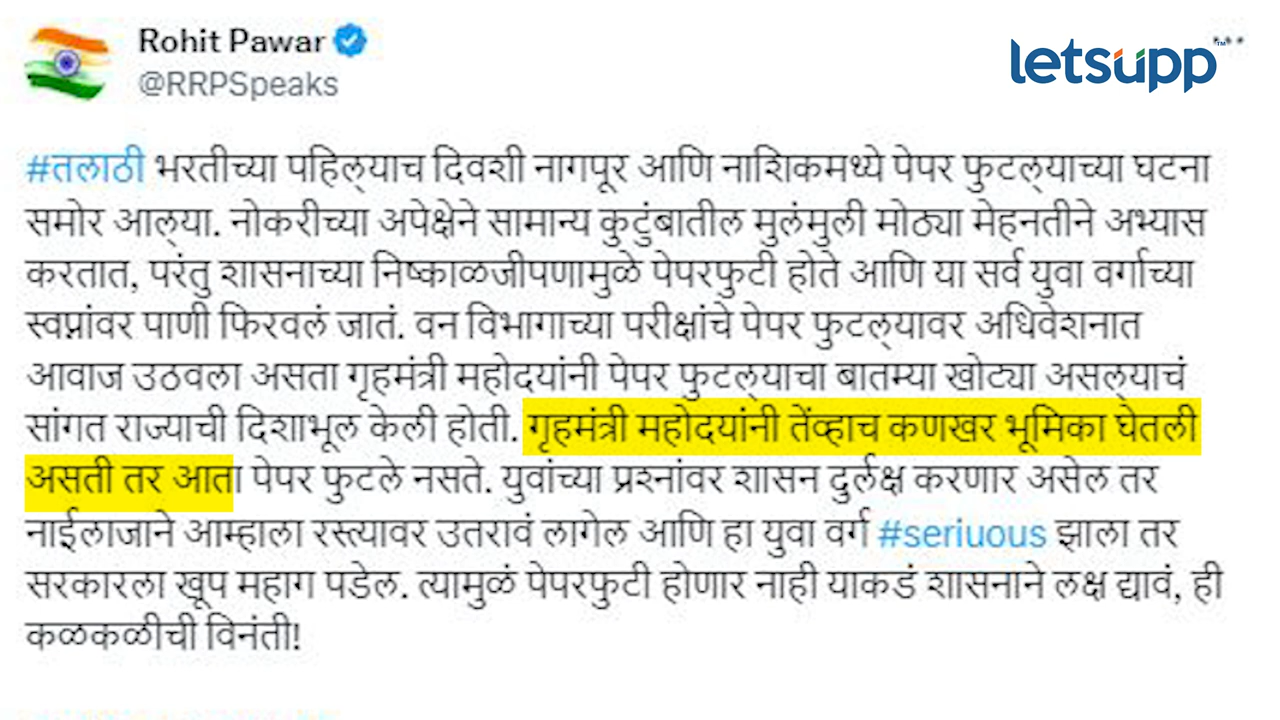 Rohit Pawar
@RRPSpeaks
letsupp™
#तलाठी भरतीच्या पहिल्याच दिवशी नागपूर आणि नाशिकमध्ये पेपर फुटल्याच्या घटना
समोर आल्या. नोकरीच्या अपेक्षेने सामान्य कुटुंबातील मुलंमुली मोठ्या मेहनतीने अभ्यास
करतात, परंतु शासनाच्या निष्काळजीपणामुळे पेपरफुटी होते आणि या सर्व युवा वर्गाच्या
स्वप्नांवर पाणी फिरवलं जातं. वन विभागाच्या परीक्षांचे पेपर फुटल्यावर अधिवेशनात
आवाज उठवला असता गृहमंत्री महोदयांनी पेपर फुटल्याचा बातम्या खोट्या असल्याचं
सांगत राज्याची दिशाभूल केली होती. गृहमंत्री महोदयांनी तेंव्हाच कणखर भूमिका घेतली
असती तर आता पेपर फुटले नसते. युवांच्या प्रश्नांवर शासन दुर्लक्ष करणार असेल तर
नाईलाजाने आम्हाला रस्त्यावर उतरावं लागेल आणि हा युवा वर्ग #seriuous झाला तर
सरकारला खूप महाग पडेल. त्यामुळं पेपरफुटी होणार नाही याकडं शासनाने लक्ष द्यावं, ही
कळकळीची विनंती!